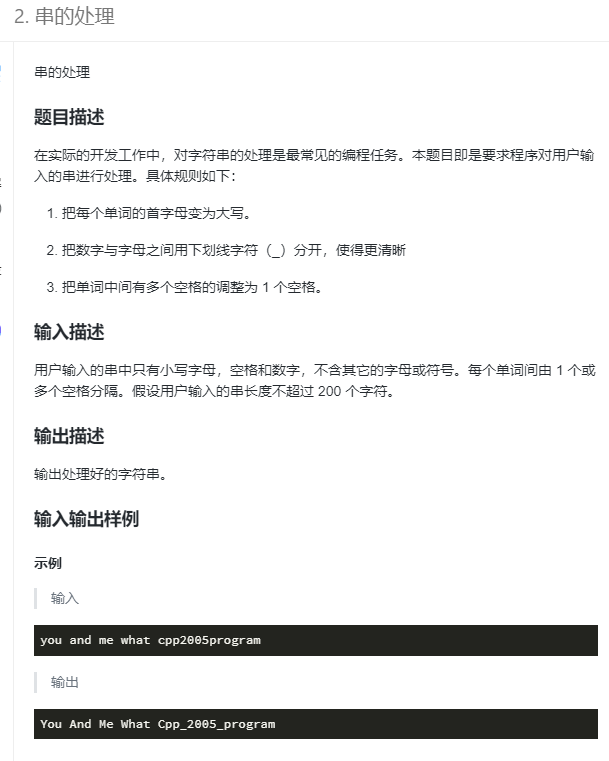 2. 串的处理
串的处理
题目描述
在实际的开发工作中，对字符串的处理是最常见的编程任务。本题目即是要求程序对用户输
入的串进行处理。具体规则如下：
1. 把每个单词的首字母变为大写。
2. 把数字与字母之间用下划线字符（_）分开，使得更清晰
3. 把单词中间有多个空格的调整为 1 个空格。
输入描述
用户输入的串中只有小写字母，空格和数字，不含其它的字母或符号。每个单词间由 1 个或
多个空格分隔。假设用户输入的串长度不超过 200 个字符。
输出描述
输出处理好的字符串。
输入输出样例
示例
输入
you and me what cpp2005program
输出
You And Me What Cpp_2005_program